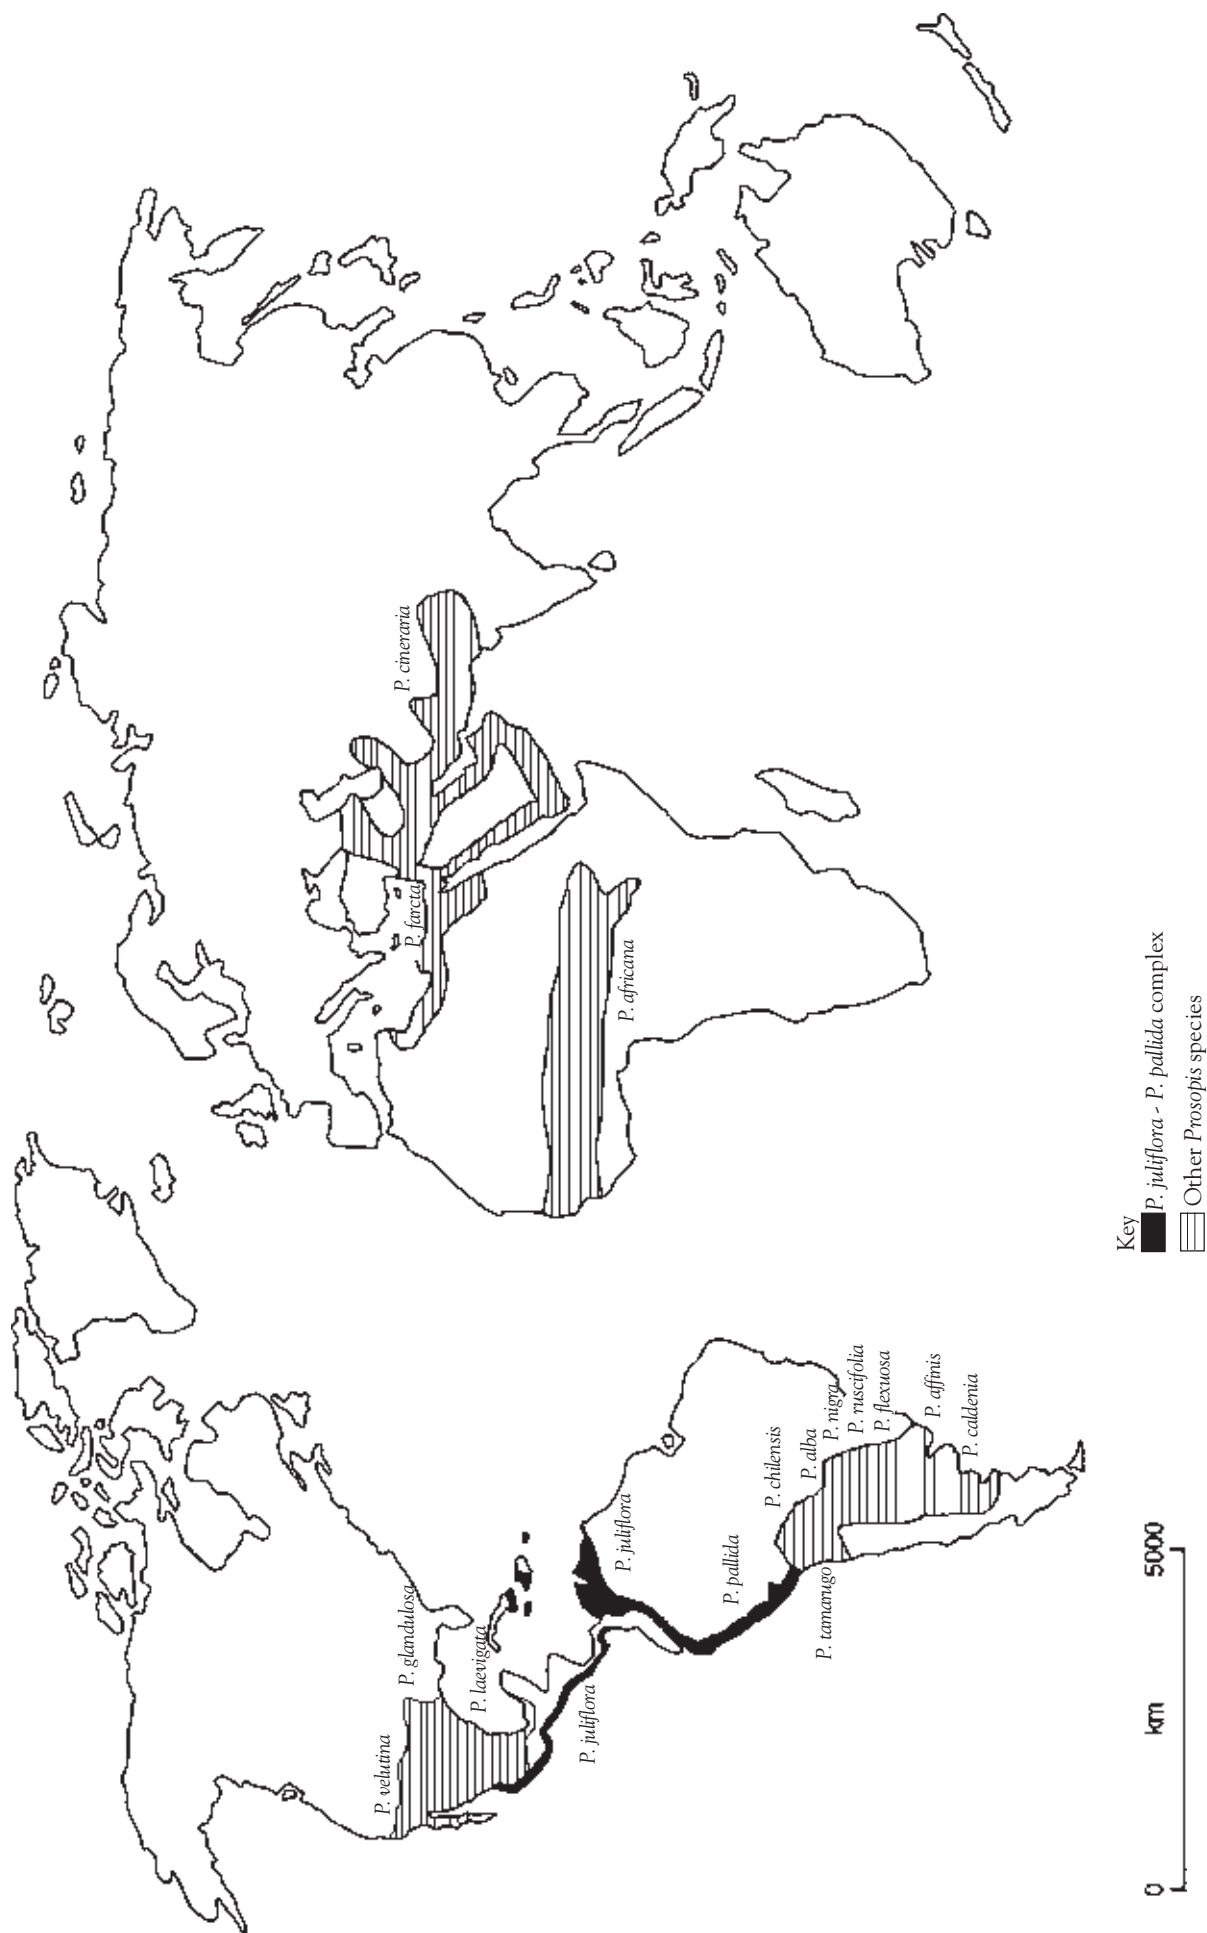 P. velutina
P. glandulosa
P. laevigata
P. juliflora
P. juliflora
P. pallida
P. tamarugo
P. chilensis
P. alba
P. nigra
P. ruscifolia
P. flexuosa
P. affinis
P. caldenia
P. farcta
P. cineraria
P. africana
0 km 5000
Key
P. juliflora - P. pallida complex
Other Prosopis species